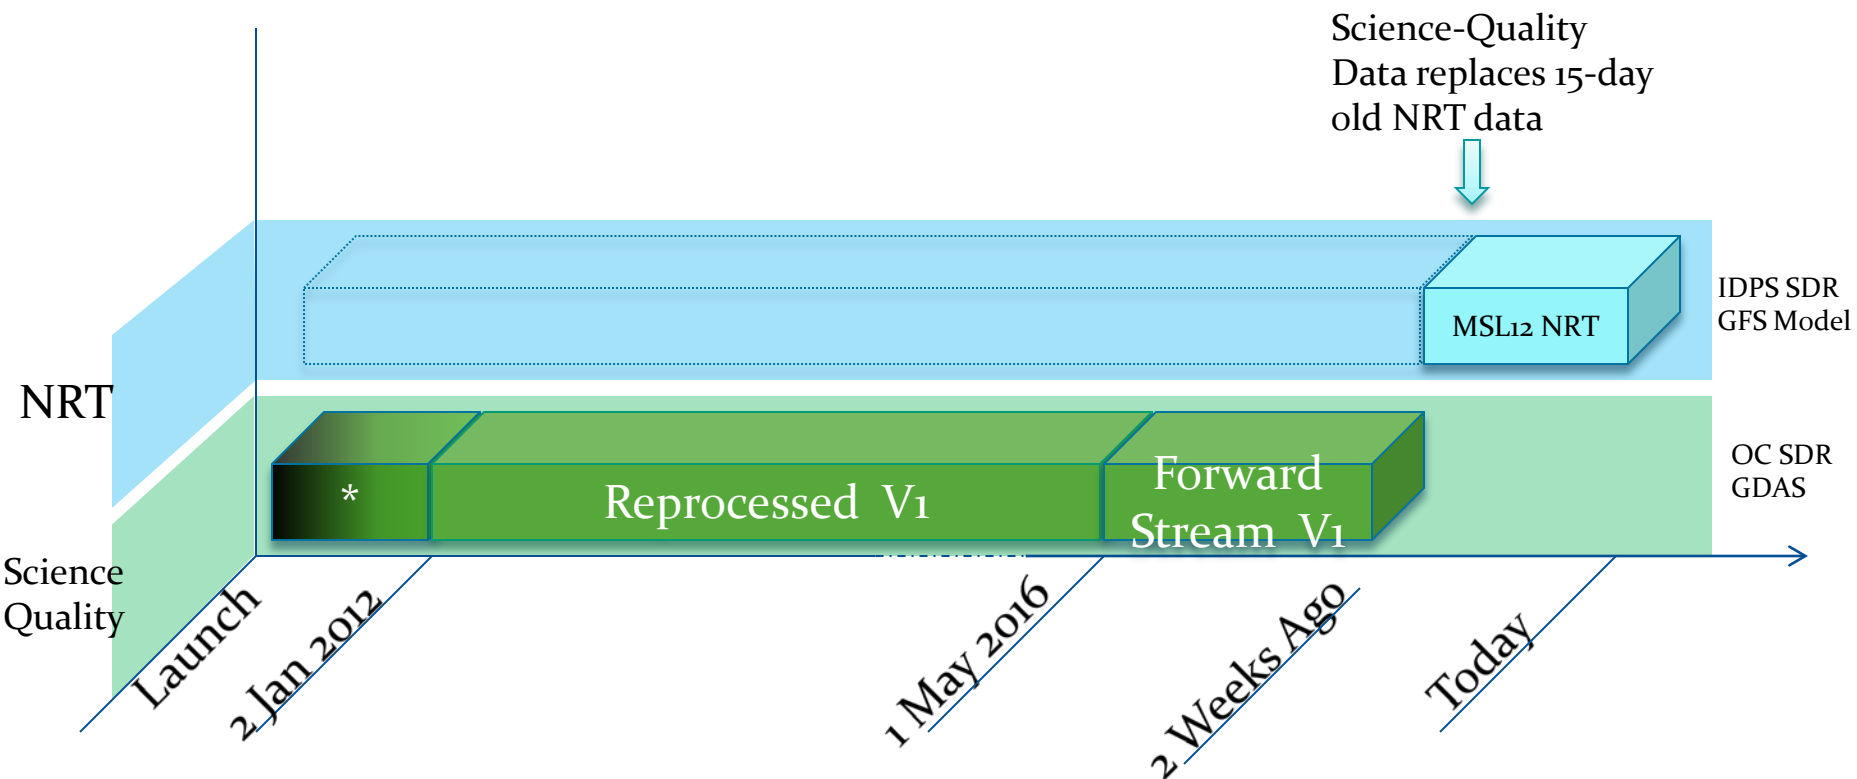 Science-Quality
Data replaces 15-day
old NRT data
IDPS SDR
GFS Model
MSL12 NRT
NRT
OC SDR
GDAS
*
Reprocessed V1
Forward
Stream V1
Science
Quality
Launch
2 Jan 2012
1 May 2016
2 Weeks Ago
Today